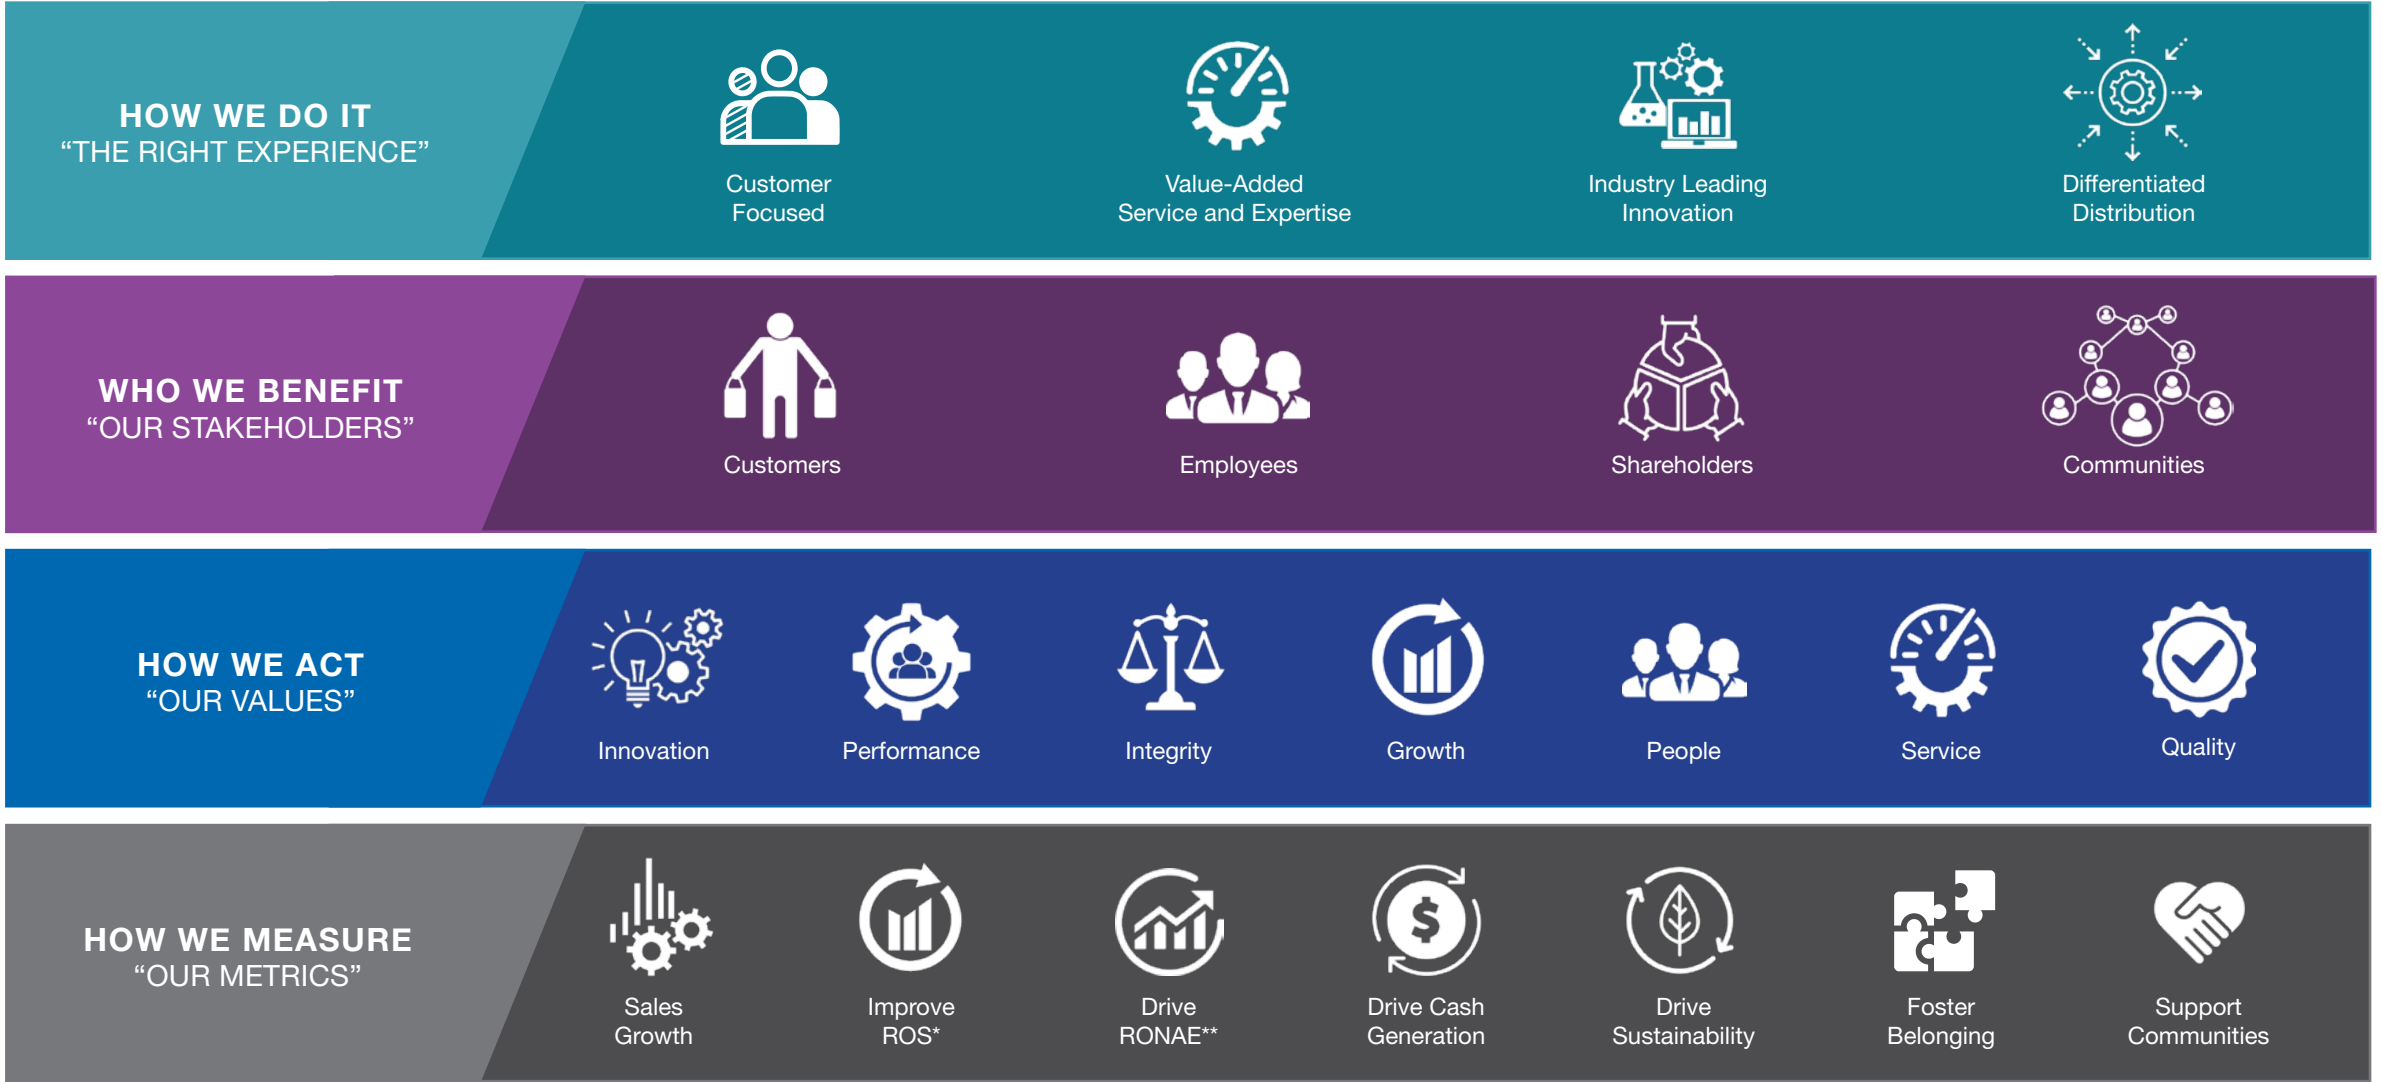 HOW WE DO IT
“THE RIGHT EXPERIENCE”
Customer
Focused
Value-Added
Service and Expertise
Industry Leading
Innovation
Differentiated
Distribution
WHO WE BENEFIT
“OUR STAKEHOLDERS”
Customers
Employees
Shareholders
Communities
HOW WE ACT
“OUR VALUES”
Innovation
Performance
Integrity
Growth
People
Service
Quality
HOW WE MEASURE
“OUR METRICS”
Sales
Growth
Improve
ROS*
Drive
RONAE**
Drive Cash
Generation
$
Drive
Sustainability
Foster
Belonging
Support
Communities